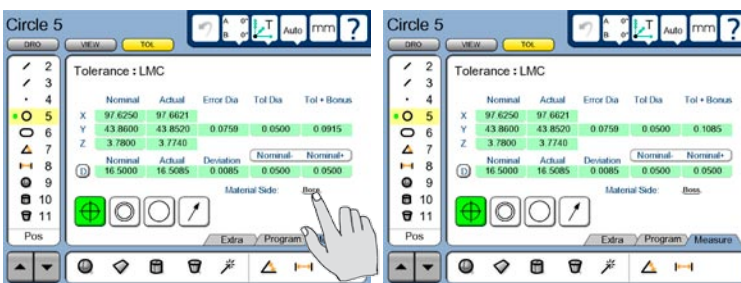 Circle 5
DRO VIEW TOL
A 0° B 0° T Auto mm ?
2
3
4
5
6
7
8
9
10
11
Pos
Tolerance : LMC
Nominal Actual Error Dia Tol Dia Tol + Bonus
X 97.6250 97.6621
Y 43.8600 43.8520 0.0759 0.0500 0.0915
Z 3.7800 3.7740
Nominal Actual Deviation Nominal- Nominal+
D 16.5000 16.5085 0.0085 0.0500 0.0500
Material Side: Boss
Extra Program
Circle 5
DRO VIEW TOL
A 0° B 0° T Auto mm ?
2
3
4
5
6
7
8
9
10
11
Pos
Tolerance : LMC
Nominal Actual Error Dia Tol Dia Tol + Bonus
X 97.6250 97.6621
Y 43.8600 43.8520 0.0759 0.0500 0.1085
Z 3.7800 3.7740
Nominal Actual Deviation Nominal- Nominal+
D 16.5000 16.5085 0.0085 0.0500 0.0500
Material Side: Boss
Extra Program Measure